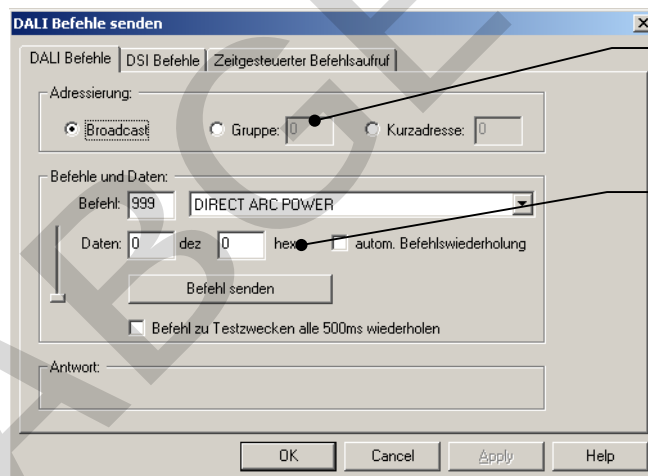 DALI Befehle senden
DALI Befehle DSI Befehle Zeitgesteuerter Befehlsaufruf
Adressierung:
Broadcast Gruppe: 0 Kurzadresse: 0
Befehle und Daten:
Befehl: 999 DIRECT ARC POWER
Daten: 0 dez 0 hex autom. Befehlswiederholung
Befehl senden
Befehl zu Testzwecken alle 500ms wiederholen
Antwort:
OK Cancel Apply Help